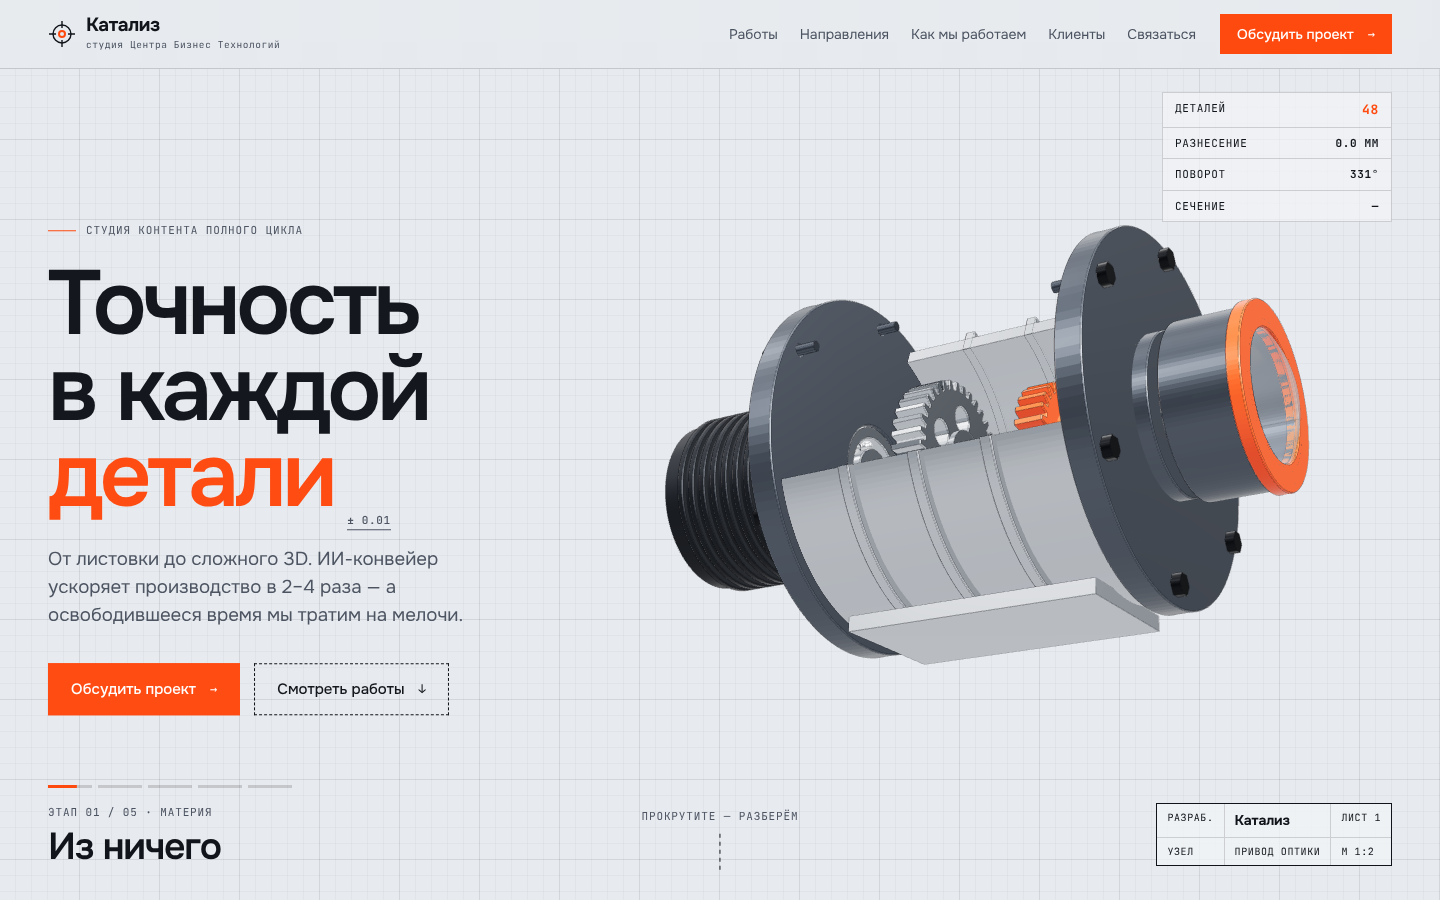 Катализ
студия Центра Бизнес Технологий
Работы
Направления
Как мы работаем
Клиенты
Связаться
Обсудить проект →
ДЕТАЛЕЙ 48
РАЗНЕСЕНИЕ 0.0 ММ
ПОВОРОТ 331°
СЕЧЕНИЕ —
СТУДИЯ КОНТЕНТА ПОЛНОГО ЦИКЛА
Точность
в каждой
детали
± 0.01
От листовки до сложного 3D. ИИ-конвейер
ускоряет производство в 2–4 раза — а
освободившееся время мы тратим на мелочи.
Обсудить проект →
Смотреть работы ↓
ЭТАП 01 / 05 · МАТЕРИЯ
Из ничего
ПРОКРУТИТЕ — РАЗБЕРЁМ
РАЗРАБ. Катализ ЛИСТ 1
УЗЕЛ ПРИВОД ОПТИКИ М 1:2